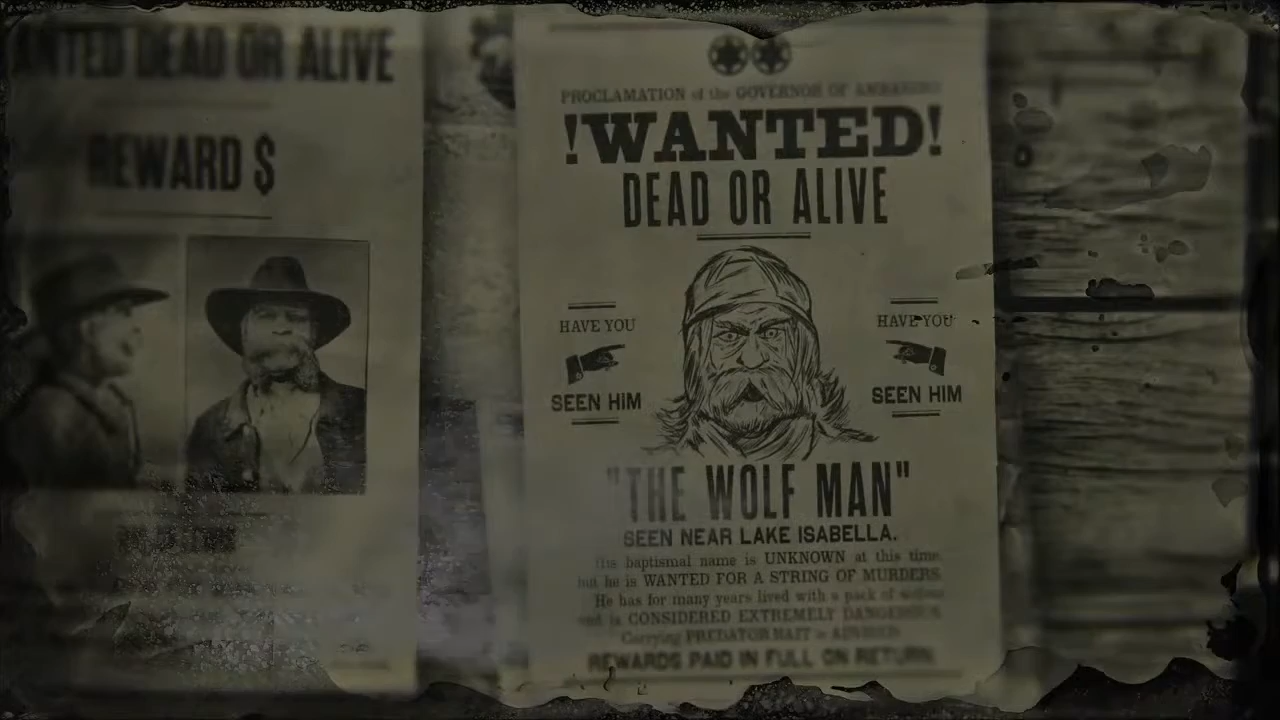 WANTED DEAD OR ALIVE
REWARD $
PROCLAMATION of the GOVERNOR OF
!WANTED!
DEAD OR ALIVE
HAVE YOU
SEEN HIM
HAVE YOU
SEEN HIM
"THE WOLF MAN"
SEEN NEAR LAKE ISABELLA.
His baptismal name is UNKNOWN at this time,
but he is WANTED FOR A STRING OF MURDERS.
He has for many years lived with a pack of wolves
and is CONSIDERED EXTREMELY DANGEROUS.
Carrying PREDATOR BAIT is ADVISED.
REWARDS PAID IN FULL ON RETURN.